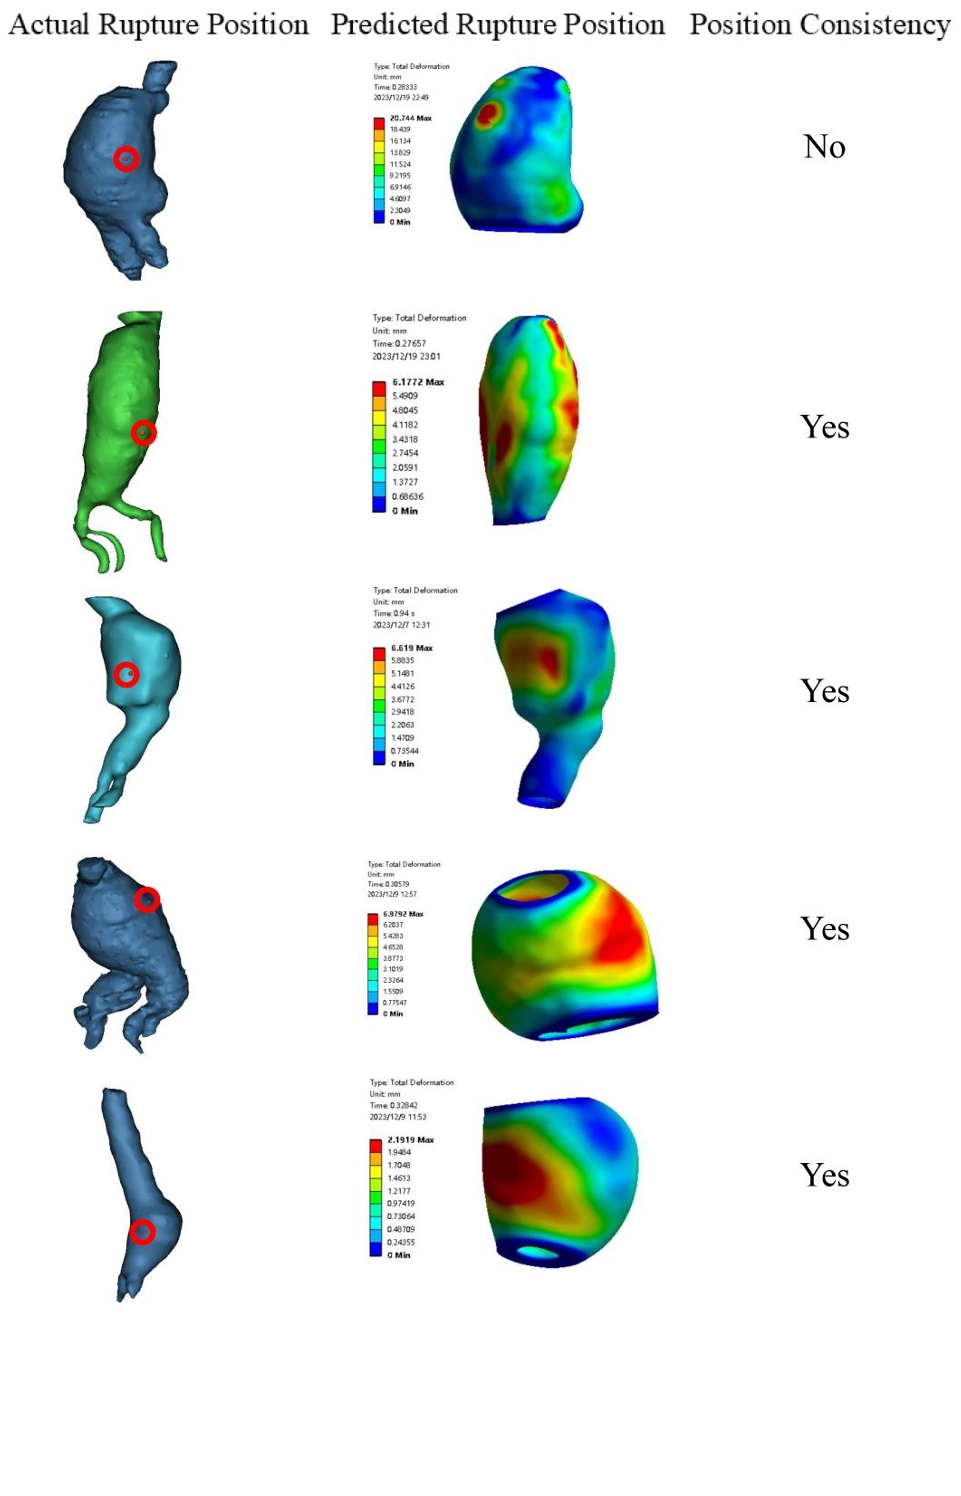 Actual Rupture Position Predicted Rupture Position Position Consistency
Type: Total Deformation
Unit: mm
Time: 0.28333
2023/12/19 22:49
20.744 Max
18.439
16.134
13.829
11.524
9.2195
6.9146
4.6097
2.3049
0 Min
No
Type: Total Deformation
Unit: mm
Time: 0.27657
2023/12/19 23:01
6.1772 Max
5.4909
4.8045
4.1182
3.4318
2.7454
2.0591
1.3727
0.68636
0 Min
Yes
Type: Total Deformation
Unit: mm
Time: 0.94 s
2023/12/7 12:31
6.619 Max
5.8835
5.1481
4.4126
3.6772
2.9418
2.2063
1.4709
0.73544
0 Min
Yes
Type: Total Deformation
Unit: mm
Time: 0.30579
2023/12/9 12:57
6.9792 Max
6.2037
5.4283
4.6528
3.8773
3.1019
2.3264
1.5509
0.77547
0 Min
Yes
Type: Total Deformation
Unit: mm
Time: 0.32842
2023/12/9 11:53
2.1919 Max
1.9484
1.7048
1.4613
1.2177
0.97419
0.73064
0.48709
0.24355
0 Min
Yes